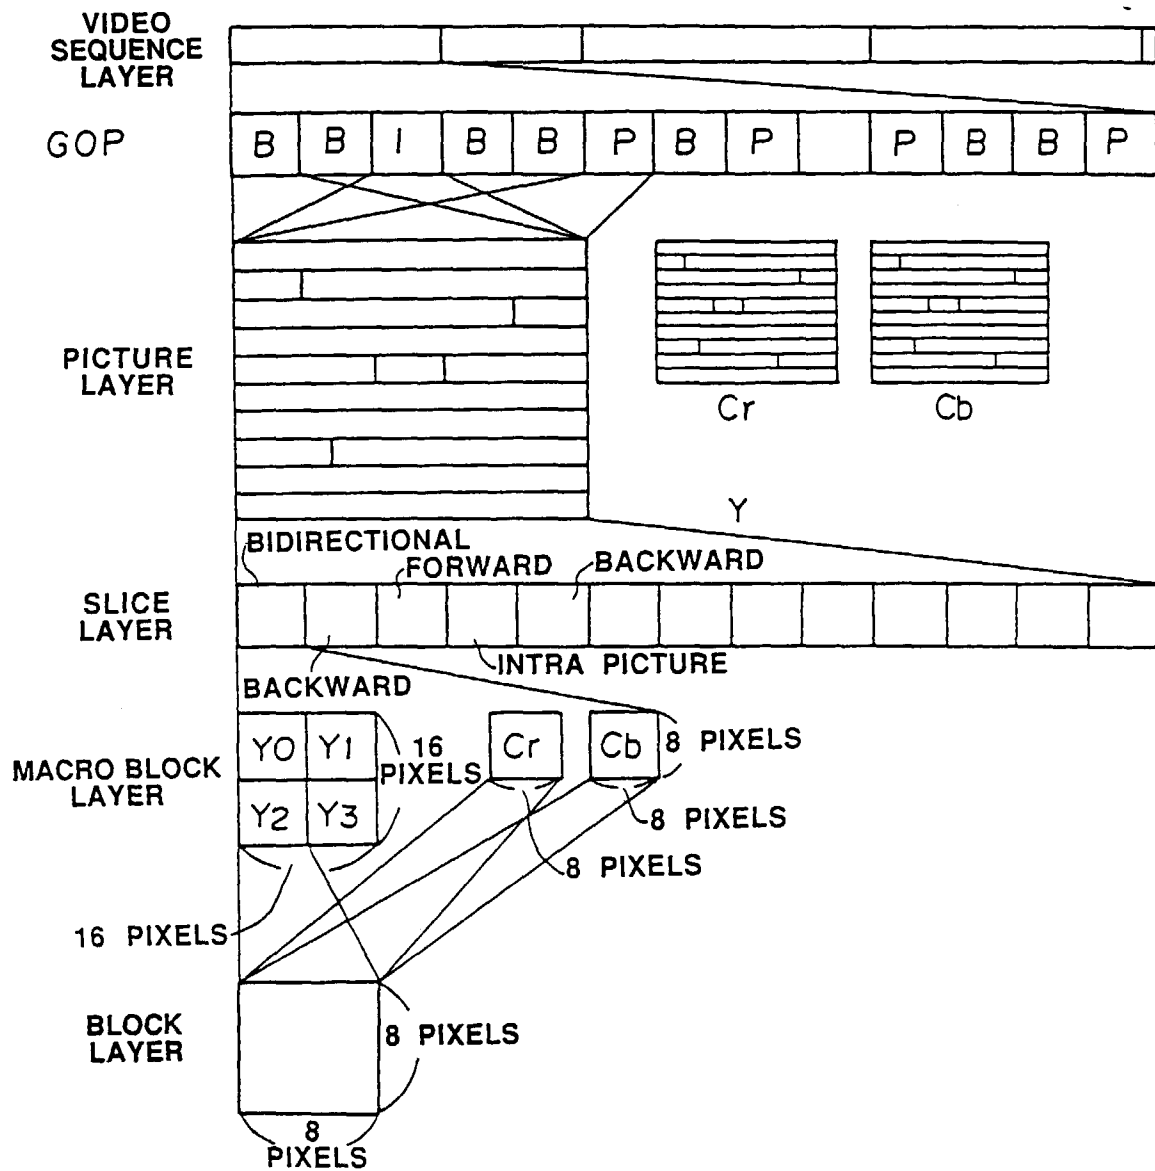 VIDEO
SEQUENCE
LAYER
GOP
B B I B B P B P P B B P
PICTURE
LAYER
Cr
Cb
Y
BIDIRECTIONAL
FORWARD
BACKWARD
SLICE
LAYER
BACKWARD
INTRA PICTURE
MACRO BLOCK
LAYER
Y0 Y1
Y2 Y3
16
PIXELS
Cr
Cb
8 PIXELS
8 PIXELS
8 PIXELS
16 PIXELS
BLOCK
LAYER
8 PIXELS
8
PIXELS